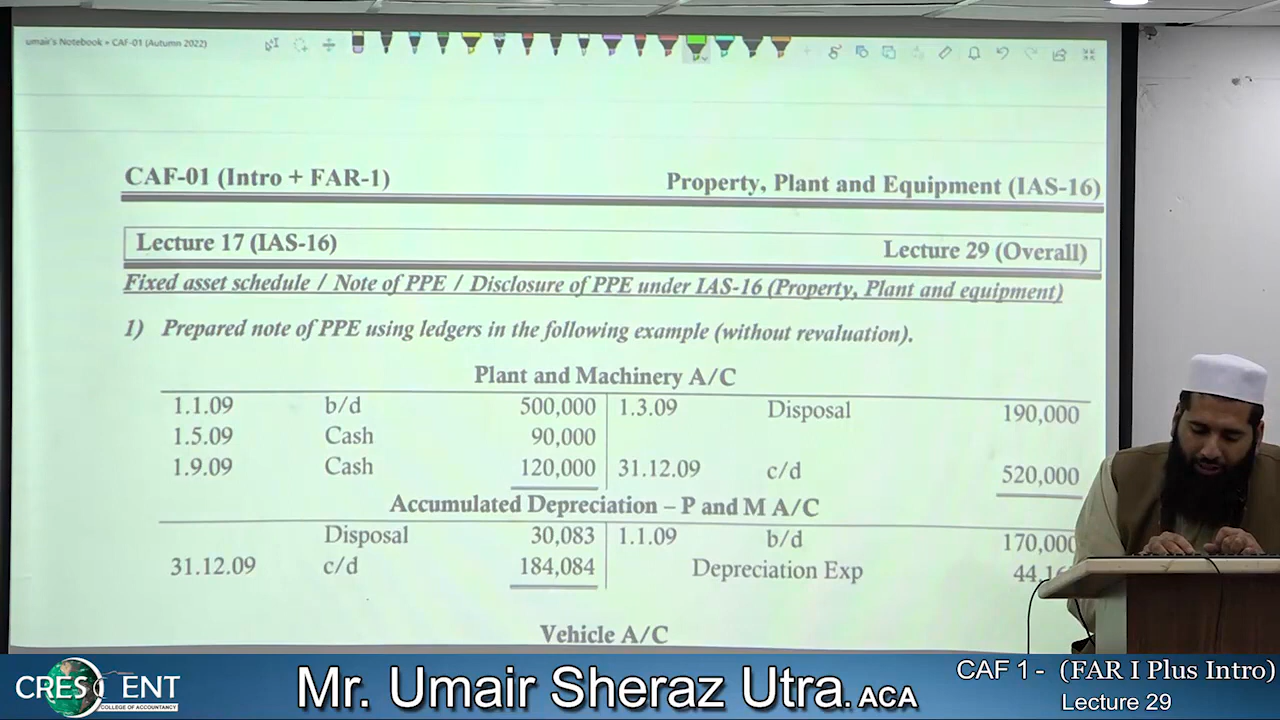 umair's Notebook » CAF-01 (Autumn 2022)
CAF-01 (Intro + FAR-1) Property, Plant and Equipment (IAS-16)
Lecture 17 (IAS-16) Lecture 29 (Overall)
Fixed asset schedule / Note of PPE / Disclosure of PPE under IAS-16 (Property, Plant and equipment)
1) Prepared note of PPE using ledgers in the following example (without revaluation).
Plant and Machinery A/C
1.1.09 b/d 500,000 1.3.09 Disposal 190,000
1.5.09 Cash 90,000
1.9.09 Cash 120,000 31.12.09 c/d 520,000
Accumulated Depreciation – P and M A/C
Disposal 30,083 1.1.09 b/d 170,000
31.12.09 c/d 184,084 Depreciation Exp
Vehicle A/C
CRESCENT
COLLEGE OF ACCOUNTANCY
Mr. Umair Sheraz Utra. ACA
CAF 1 - (FAR I Plus Intro)
Lecture 29